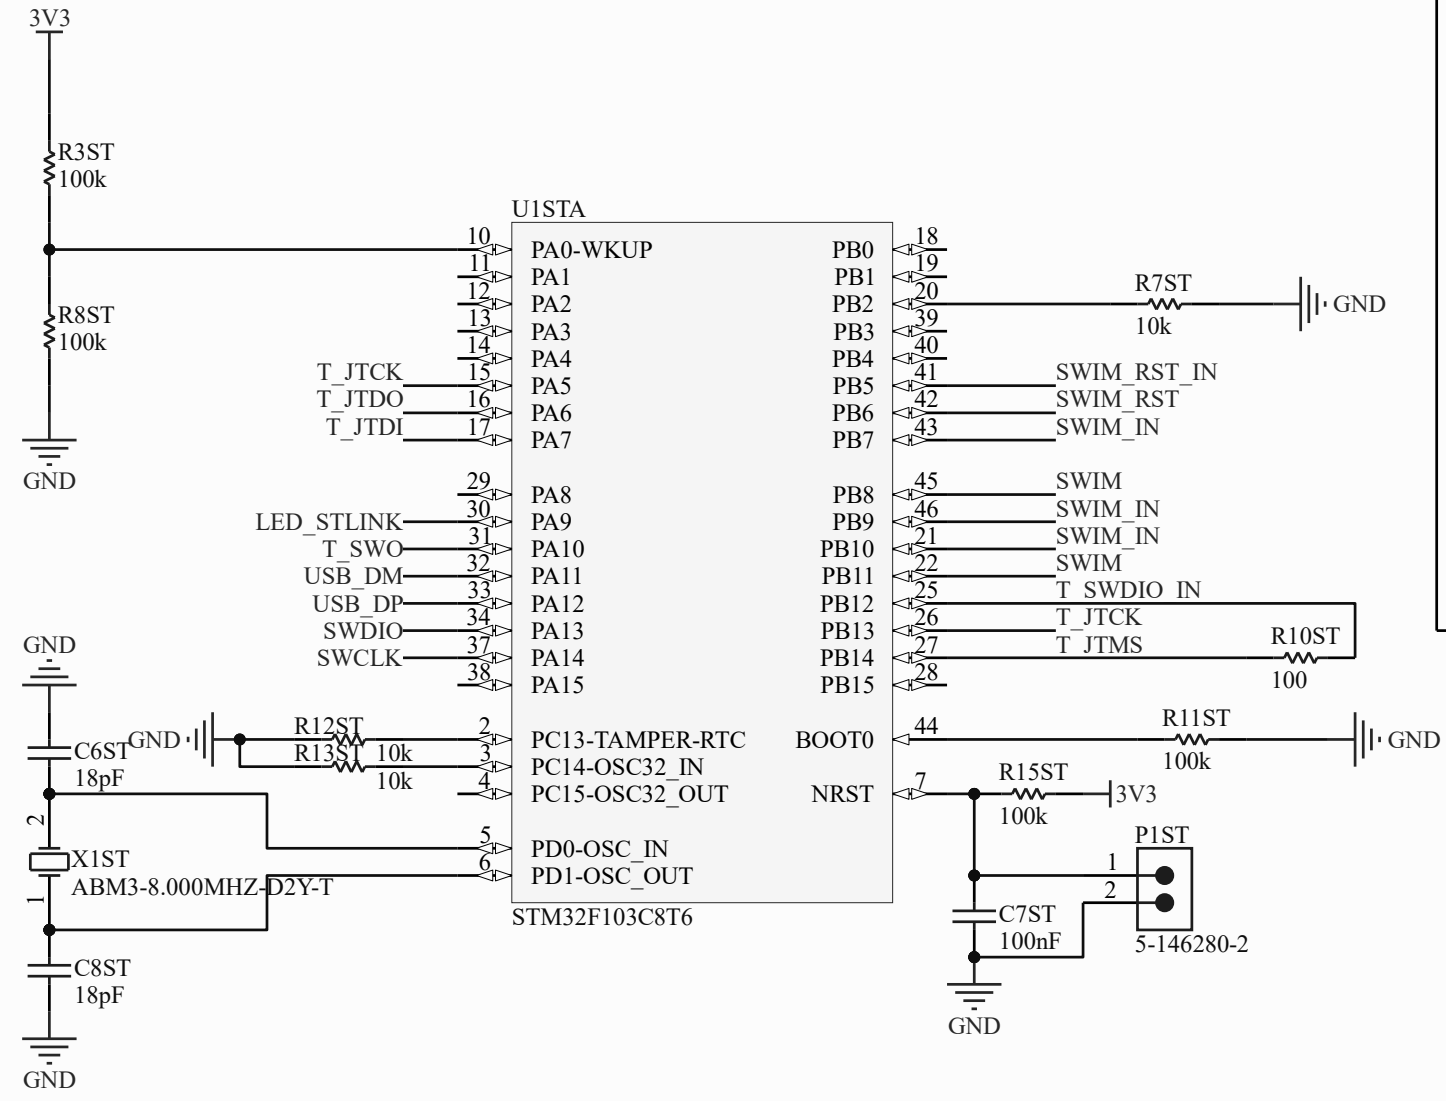 3V3
R3ST
100k
R8ST
100k
GND
U1STA
10 PA0-WKUP PB0 18
11 PA1 PB1 19
12 PA2 PB2 20
R7ST
10k
GND
13 PA3 PB3 39
14 PA4 PB4 40
T_JTCK 15 PA5 PB5 41 SWIM_RST_IN
T_JTDO 16 PA6 PB6 42 SWIM_RST
T_JTDI 17 PA7 PB7 43 SWIM_IN
29 PA8 PB8 45 SWIM
LED_STLINK 30 PA9 PB9 46 SWIM_IN
T_SWO 31 PA10 PB10 21 SWIM_IN
USB_DM 32 PA11 PB11 22 SWIM
USB_DP 33 PA12 PB12 25 T_SWDIO_IN
SWDIO 34 PA13 PB13 26 T_JTCK
SWCLK 37 PA14 PB14 27 T_JTMS
R10ST
100
38 PA15 PB15 28
GND
C6ST
18pF
GND
R12ST 10k
R13ST 10k
2 PC13-TAMPER-RTC BOOT0 44
R11ST
100k
GND
3 PC14-OSC32_IN
4 PC15-OSC32_OUT NRST 7
R15ST
100k
3V3
5 PD0-OSC_IN
6 PD1-OSC_OUT
2
X1ST
ABM3-8.000MHZ-D2Y-T
1
C8ST
18pF
GND
STM32F103C8T6
P1ST
1
2
5-146280-2
C7ST
100nF
GND